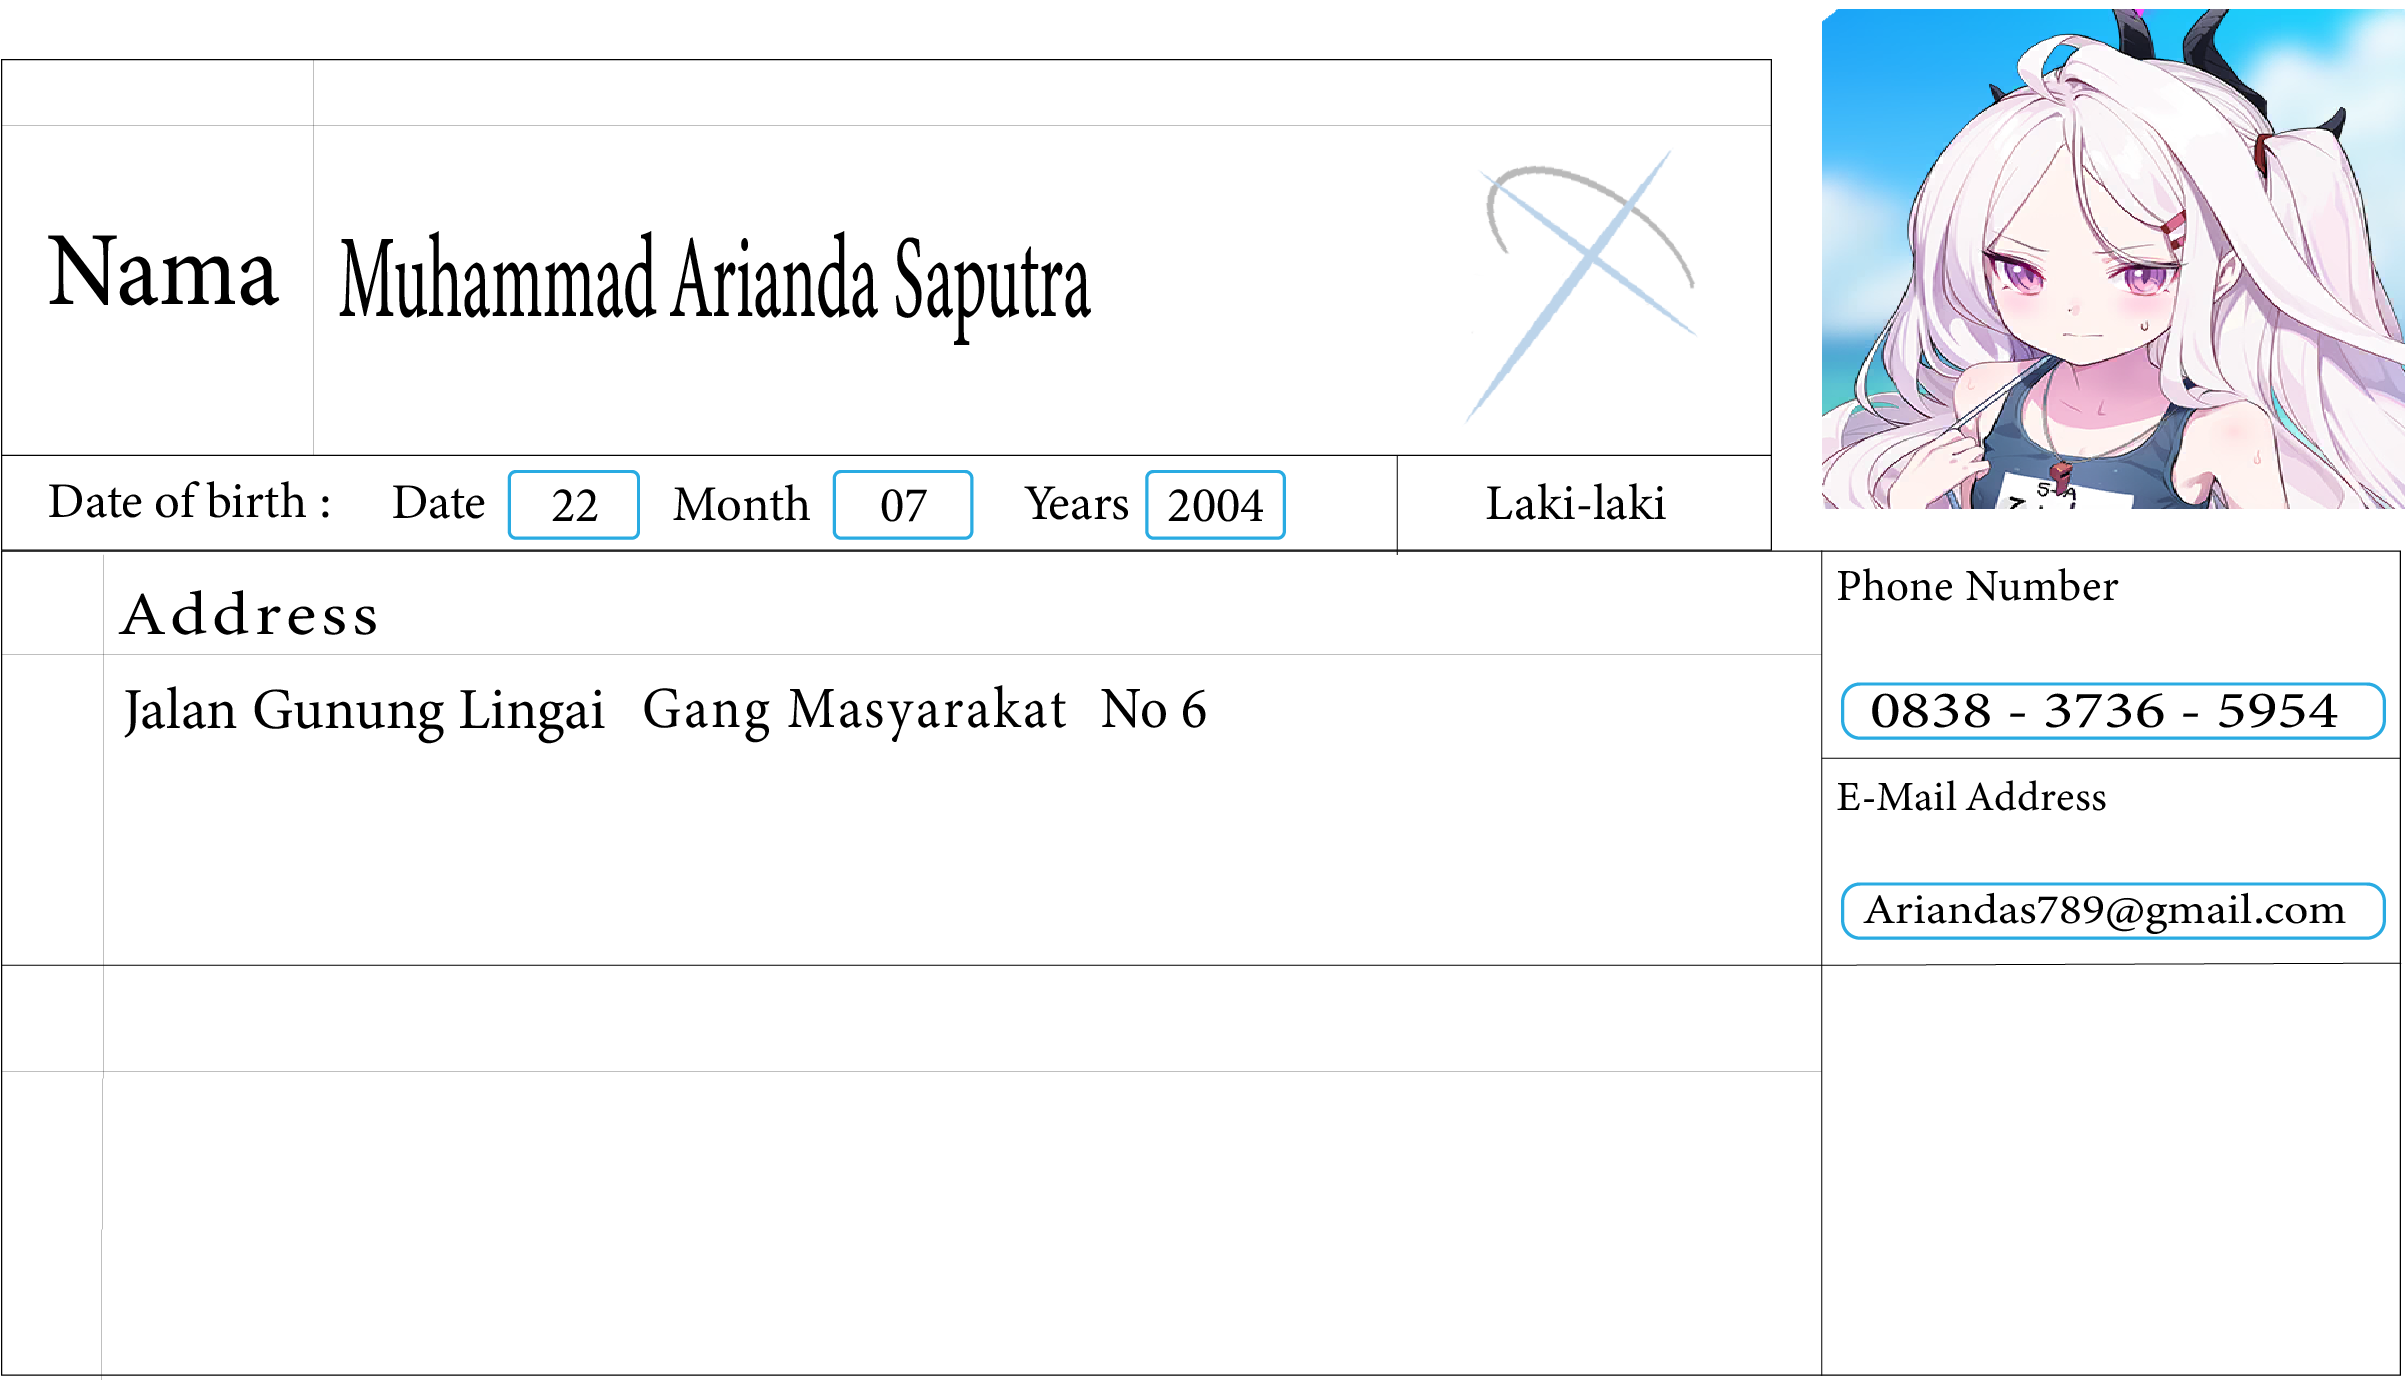 Nama
Muhammad Arianda Saputra
Date of birth : Date 22 Month 07 Years 2004
Laki-laki
Address
Jalan Gunung Lingai Gang Masyarakat No 6
Phone Number
0838 - 3736 - 5954
E-Mail Address
Ariandas789@gmail.com